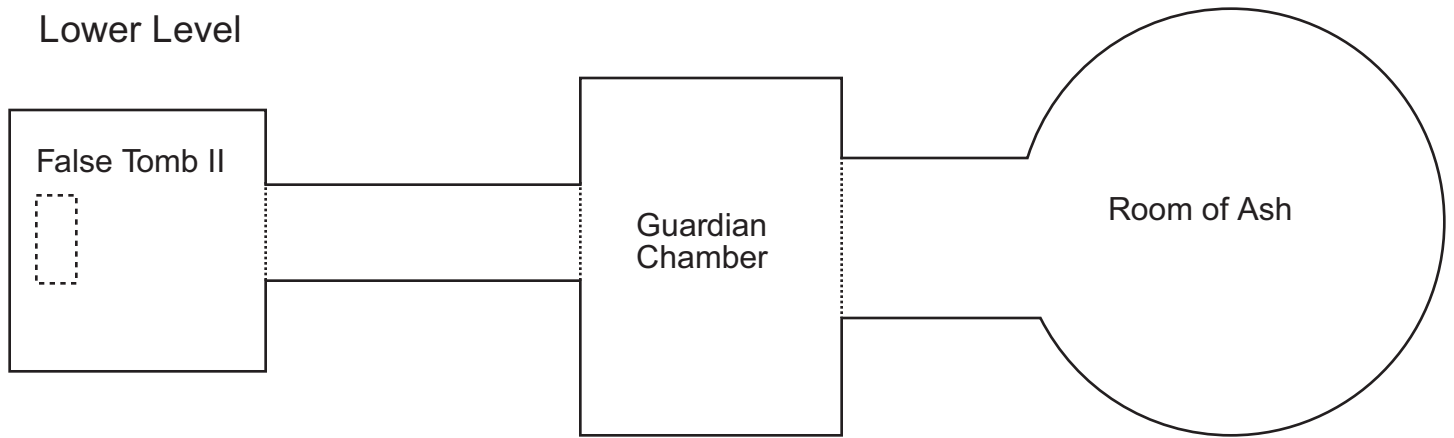 Lower Level
False Tomb II
Guardian
Chamber
Room of Ash